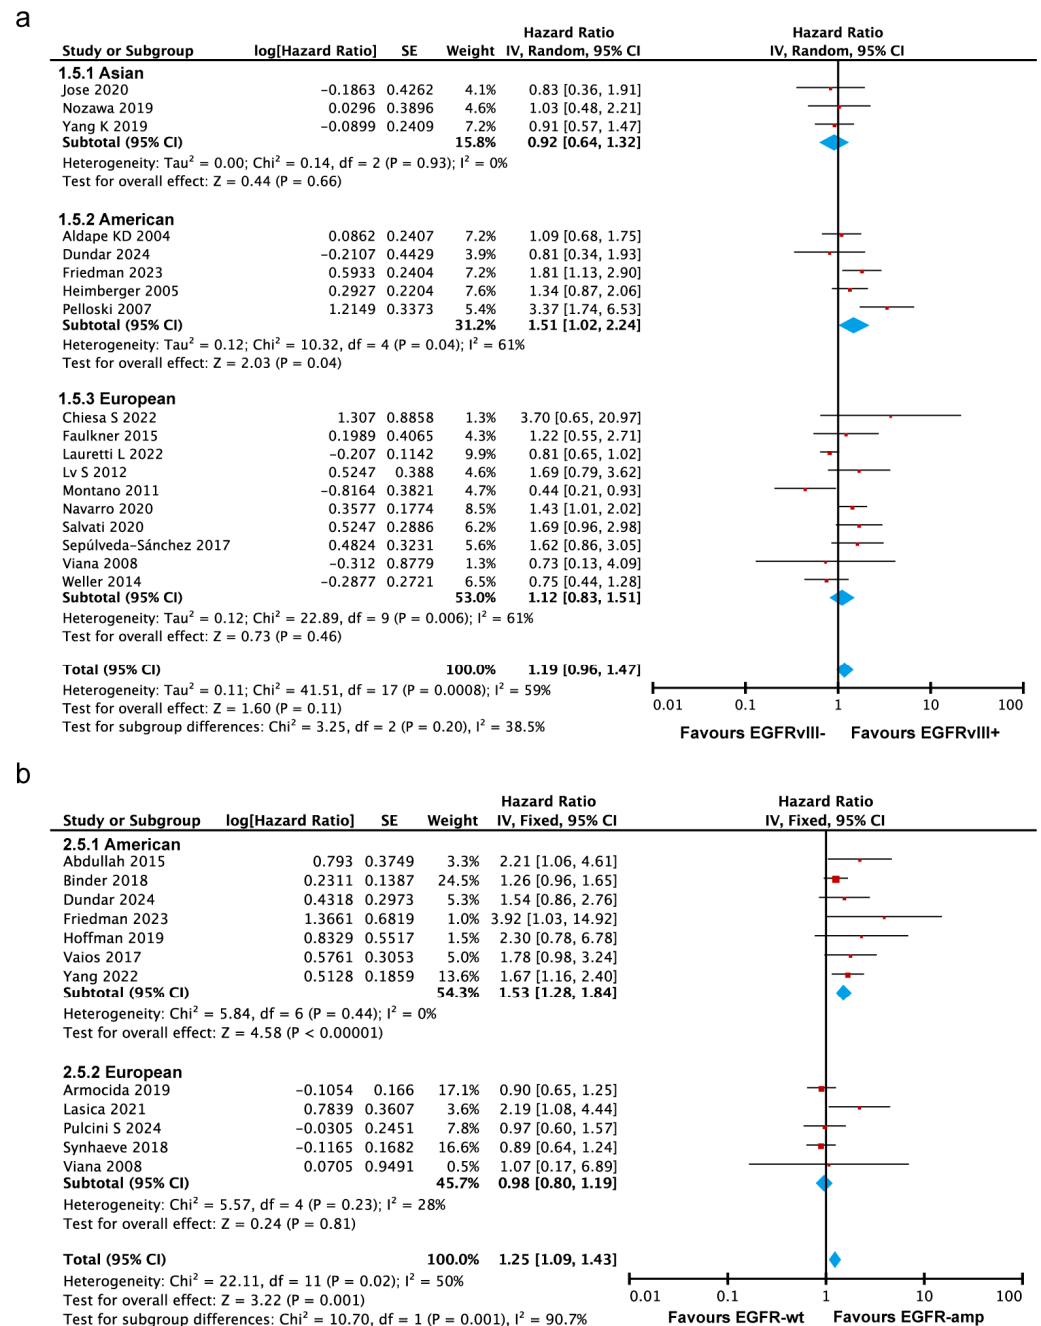 a
Hazard Ratio Hazard Ratio
Study or Subgroup log[Hazard Ratio] SE Weight IV, Random, 95% CI IV, Random, 95% CI
1.5.1 Asian
Jose 2020 −0.1863 0.4262 4.1% 0.83 [0.36, 1.91]
Nozawa 2019 0.0296 0.3896 4.6% 1.03 [0.48, 2.21]
Yang K 2019 −0.0899 0.2409 7.2% 0.91 [0.57, 1.47]
Subtotal (95% CI) 15.8% 0.92 [0.64, 1.32]
Heterogeneity: Tau² = 0.00; Chi² = 0.14, df = 2 (P = 0.93); I² = 0%
Test for overall effect: Z = 0.44 (P = 0.66)
1.5.2 American
Aldape KD 2004 0.0862 0.2407 7.2% 1.09 [0.68, 1.75]
Dundar 2024 −0.2107 0.4429 3.9% 0.81 [0.34, 1.93]
Friedman 2023 0.5933 0.2404 7.2% 1.81 [1.13, 2.90]
Heimberger 2005 0.2927 0.2204 7.6% 1.34 [0.87, 2.06]
Pelloski 2007 1.2149 0.3373 5.4% 3.37 [1.74, 6.53]
Subtotal (95% CI) 31.2% 1.51 [1.02, 2.24]
Heterogeneity: Tau² = 0.12; Chi² = 10.32, df = 4 (P = 0.04); I² = 61%
Test for overall effect: Z = 2.03 (P = 0.04)
1.5.3 European
Chiesa S 2022 1.307 0.8858 1.3% 3.70 [0.65, 20.97]
Faulkner 2015 0.1989 0.4065 4.3% 1.22 [0.55, 2.71]
Lauretti L 2022 −0.207 0.1142 9.9% 0.81 [0.65, 1.02]
Lv S 2012 0.5247 0.388 4.6% 1.69 [0.79, 3.62]
Montano 2011 −0.8164 0.3821 4.7% 0.44 [0.21, 0.93]
Navarro 2020 0.3577 0.1774 8.5% 1.43 [1.01, 2.02]
Salvati 2020 0.5247 0.2886 6.2% 1.69 [0.96, 2.98]
Sepúlveda−Sánchez 2017 0.4824 0.3231 5.6% 1.62 [0.86, 3.05]
Viana 2008 −0.312 0.8779 1.3% 0.73 [0.13, 4.09]
Weller 2014 −0.2877 0.2721 6.5% 0.75 [0.44, 1.28]
Subtotal (95% CI) 53.0% 1.12 [0.83, 1.51]
Heterogeneity: Tau² = 0.12; Chi² = 22.89, df = 9 (P = 0.006); I² = 61%
Test for overall effect: Z = 0.73 (P = 0.46)
Total (95% CI) 100.0% 1.19 [0.96, 1.47]
Heterogeneity: Tau² = 0.11; Chi² = 41.51, df = 17 (P = 0.0008); I² = 59%
Test for overall effect: Z = 1.60 (P = 0.11)
Test for subgroup differences: Chi² = 3.25, df = 2 (P = 0.20), I² = 38.5%
0.01 0.1 1 10 100
Favours EGFRvIII- Favours EGFRvIII+
b
Hazard Ratio Hazard Ratio
Study or Subgroup log[Hazard Ratio] SE Weight IV, Fixed, 95% CI IV, Fixed, 95% CI
2.5.1 American
Abdullah 2015 0.793 0.3749 3.3% 2.21 [1.06, 4.61]
Binder 2018 0.2311 0.1387 24.5% 1.26 [0.96, 1.65]
Dundar 2024 0.4318 0.2973 5.3% 1.54 [0.86, 2.76]
Friedman 2023 1.3661 0.6819 1.0% 3.92 [1.03, 14.92]
Hoffman 2019 0.8329 0.5517 1.5% 2.30 [0.78, 6.78]
Vaios 2017 0.5761 0.3053 5.0% 1.78 [0.98, 3.24]
Yang 2022 0.5128 0.1859 13.6% 1.67 [1.16, 2.40]
Subtotal (95% CI) 54.3% 1.53 [1.28, 1.84]
Heterogeneity: Chi² = 5.84, df = 6 (P = 0.44); I² = 0%
Test for overall effect: Z = 4.58 (P < 0.00001)
2.5.2 European
Armocida 2019 −0.1054 0.166 17.1% 0.90 [0.65, 1.25]
Lasica 2021 0.7839 0.3607 3.6% 2.19 [1.08, 4.44]
Pulcini S 2024 −0.0305 0.2451 7.8% 0.97 [0.60, 1.57]
Synhaeve 2018 −0.1165 0.1682 16.6% 0.89 [0.64, 1.24]
Viana 2008 0.0705 0.9491 0.5% 1.07 [0.17, 6.89]
Subtotal (95% CI) 45.7% 0.98 [0.80, 1.19]
Heterogeneity: Chi² = 5.57, df = 4 (P = 0.23); I² = 28%
Test for overall effect: Z = 0.24 (P = 0.81)
Total (95% CI) 100.0% 1.25 [1.09, 1.43]
Heterogeneity: Chi² = 22.11, df = 11 (P = 0.02); I² = 50%
Test for overall effect: Z = 3.22 (P = 0.001)
Test for subgroup differences: Chi² = 10.70, df = 1 (P = 0.001), I² = 90.7%
0.01 0.1 1 10 100
Favours EGFR-wt Favours EGFR-amp